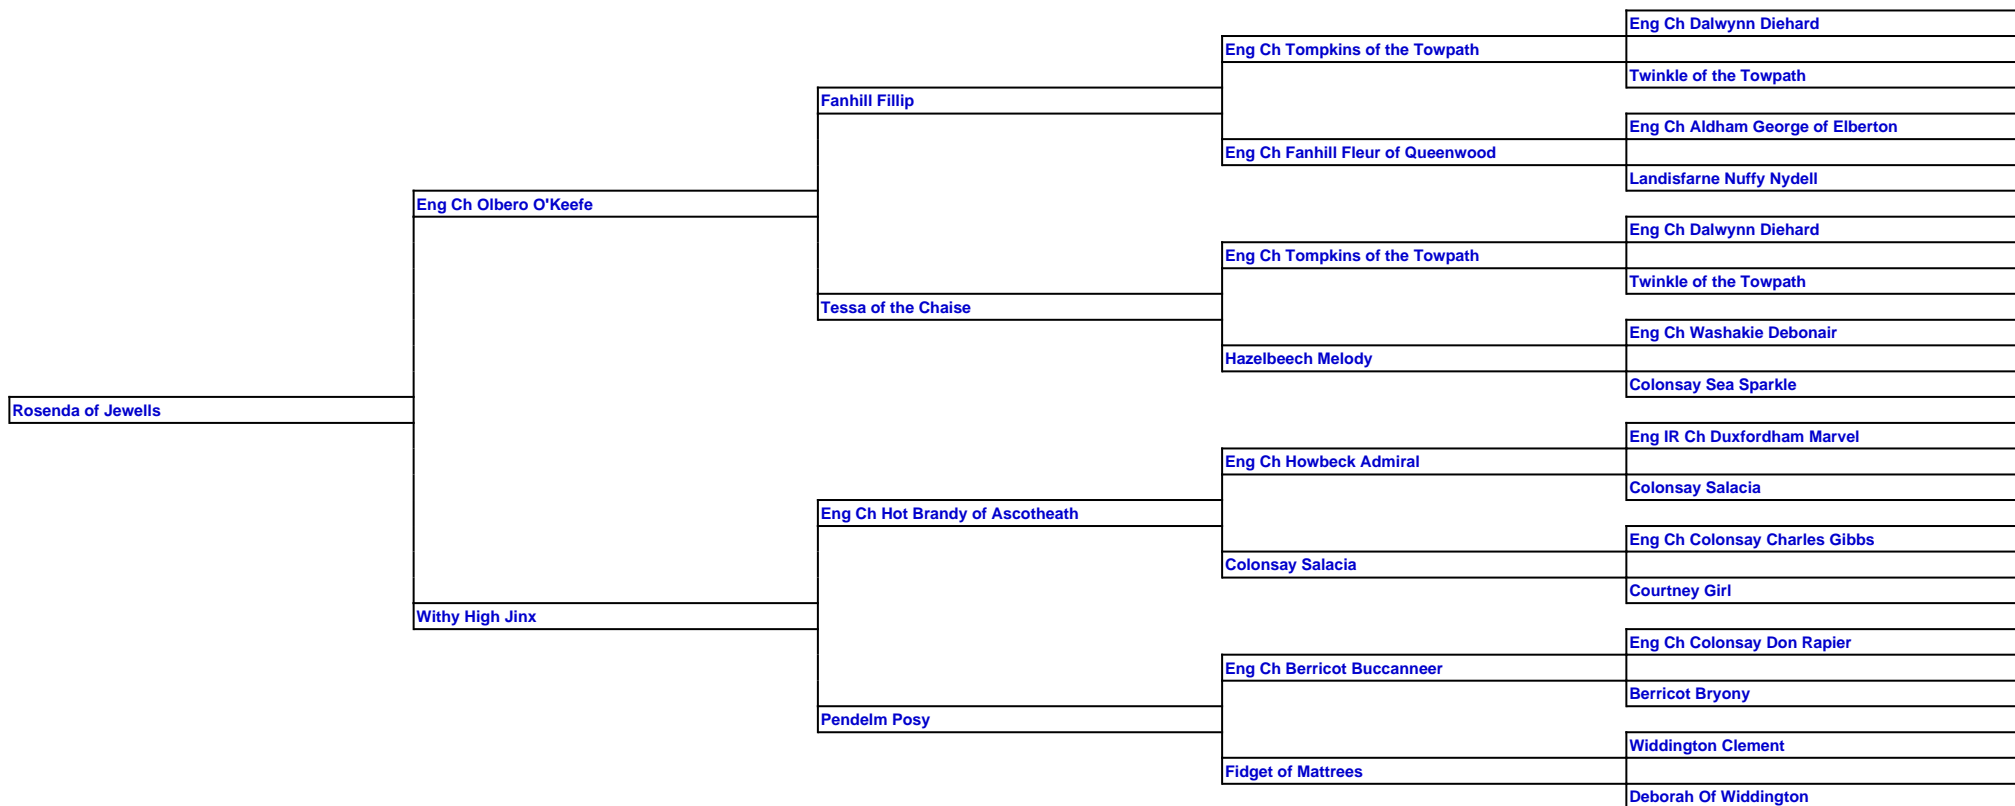 Eng Ch Dalwynn Diehard
Eng Ch Tompkins of the Towpath
Twinkle of the Towpath
Fanhill Fillip
Eng Ch Aldham George of Elberton
Eng Ch Fanhill Fleur of Queenwood
Landisfarne Nuffy Nydell
Eng Ch Olbero O'Keefe
Eng Ch Dalwynn Diehard
Eng Ch Tompkins of the Towpath
Twinkle of the Towpath
Tessa of the Chaise
Eng Ch Washakie Debonair
Hazelbeech Melody
Colonsay Sea Sparkle
Rosenda of Jewells
Eng IR Ch Duxfordham Marvel
Eng Ch Howbeck Admiral
Colonsay Salacia
Eng Ch Hot Brandy of Ascotheath
Eng Ch Colonsay Charles Gibbs
Colonsay Salacia
Courtney Girl
Withy High Jinx
Eng Ch Colonsay Don Rapier
Eng Ch Berricot Buccanneer
Berricot Bryony
Pendelm Posy
Widdington Clement
Fidget of Mattrees
Deborah Of Widdington